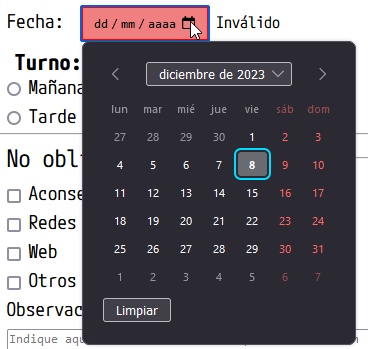 Fecha: dd / mm / aaaa Inválido
Turno:
Mañana
Tarde
No obli
Aconse
Redes
Web
Otros
Observac
Indique aqu
diciembre de 2023
lun mar mié jue vie sáb dom
27 28 29 30 1 2 3
4 5 6 7 8 9 10
11 12 13 14 15 16 17
18 19 20 21 22 23 24
25 26 27 28 29 30 31
1 2 3 4 5 6 7
Limpiar